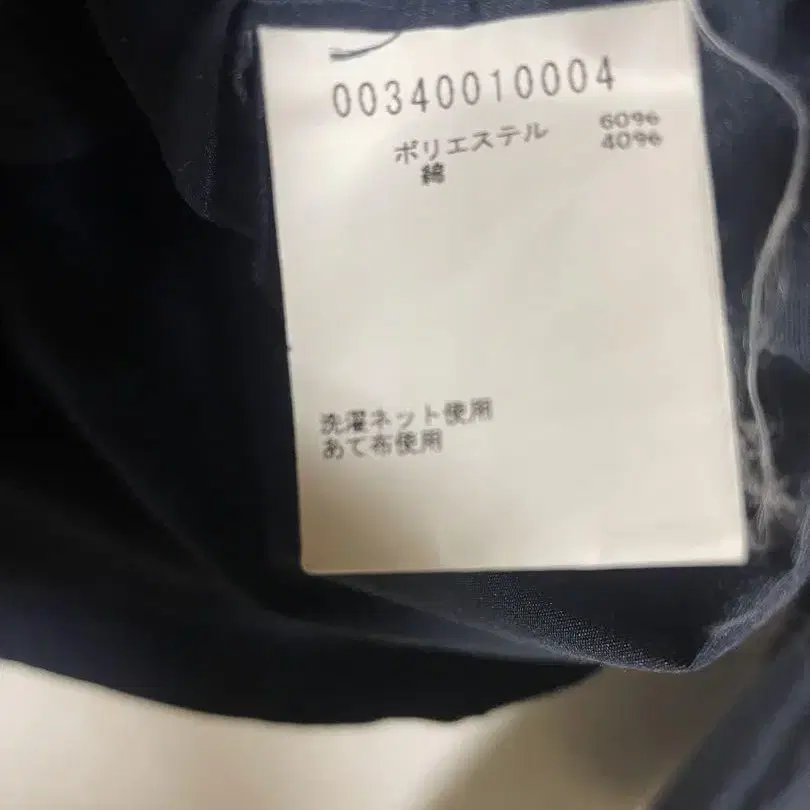 00340010004
ポリエステル 60%
綿 40%
洗濯ネット使用
あて布使用